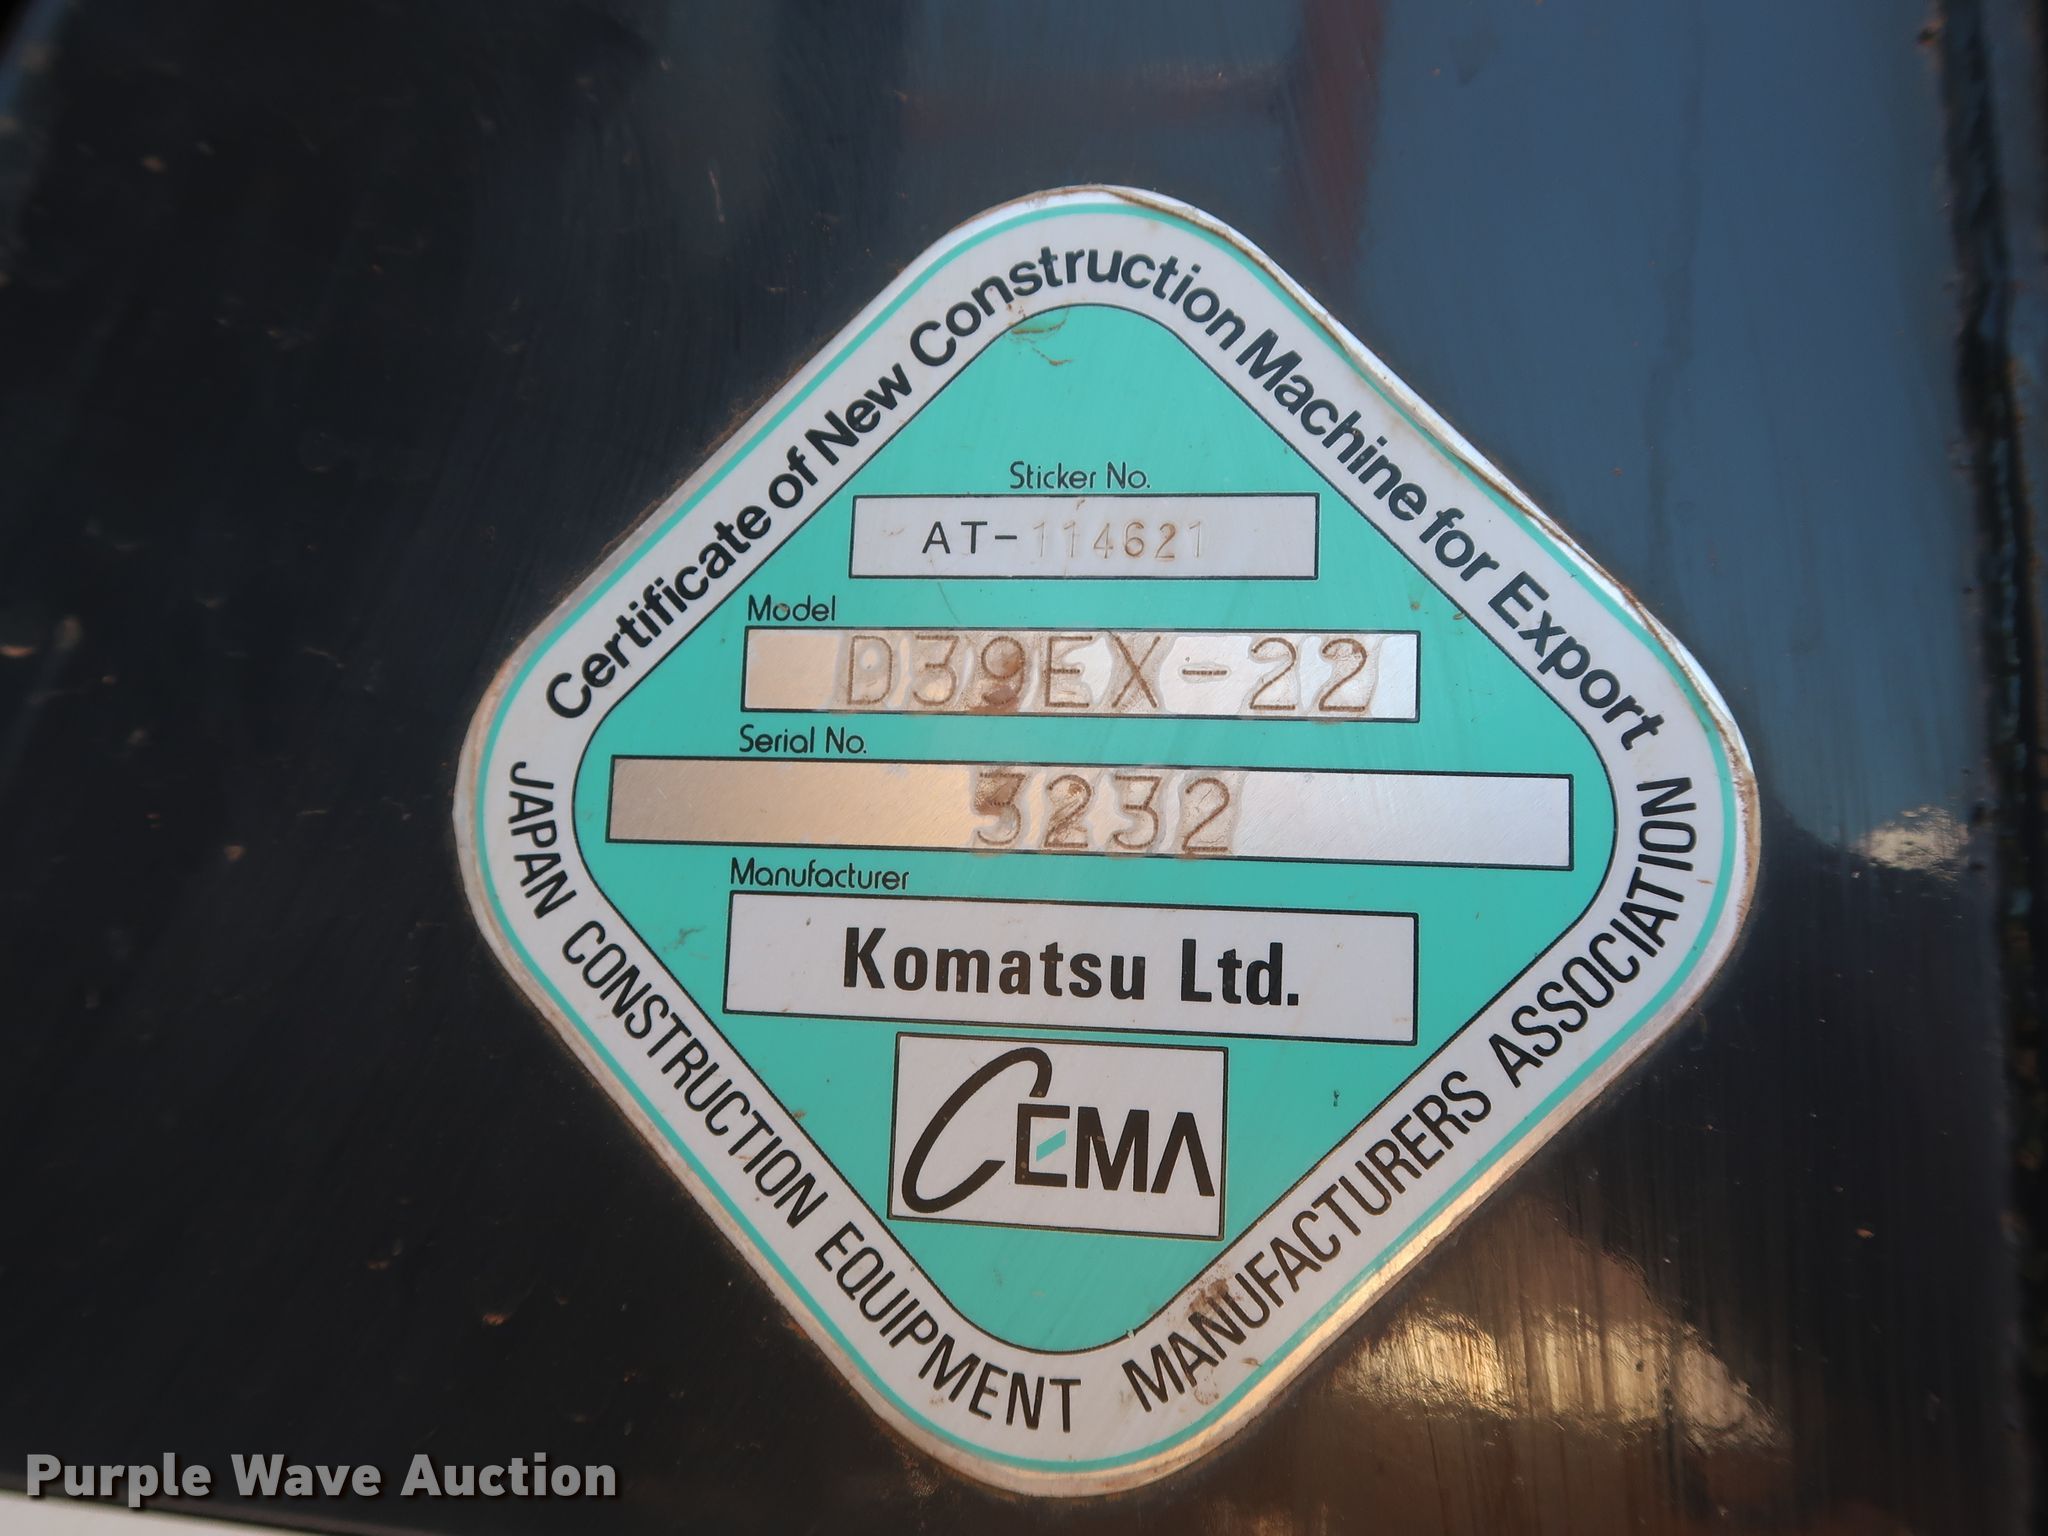 Certificate of New Construction Machine for Export
Sticker No.
AT-114621
Model
D39EX-22
Serial No.
3232
Manufacturer
Komatsu Ltd.
CEMA
JAPAN CONSTRUCTION EQUIPMENT MANUFACTURERS ASSOCIATION
Purple Wave Auction